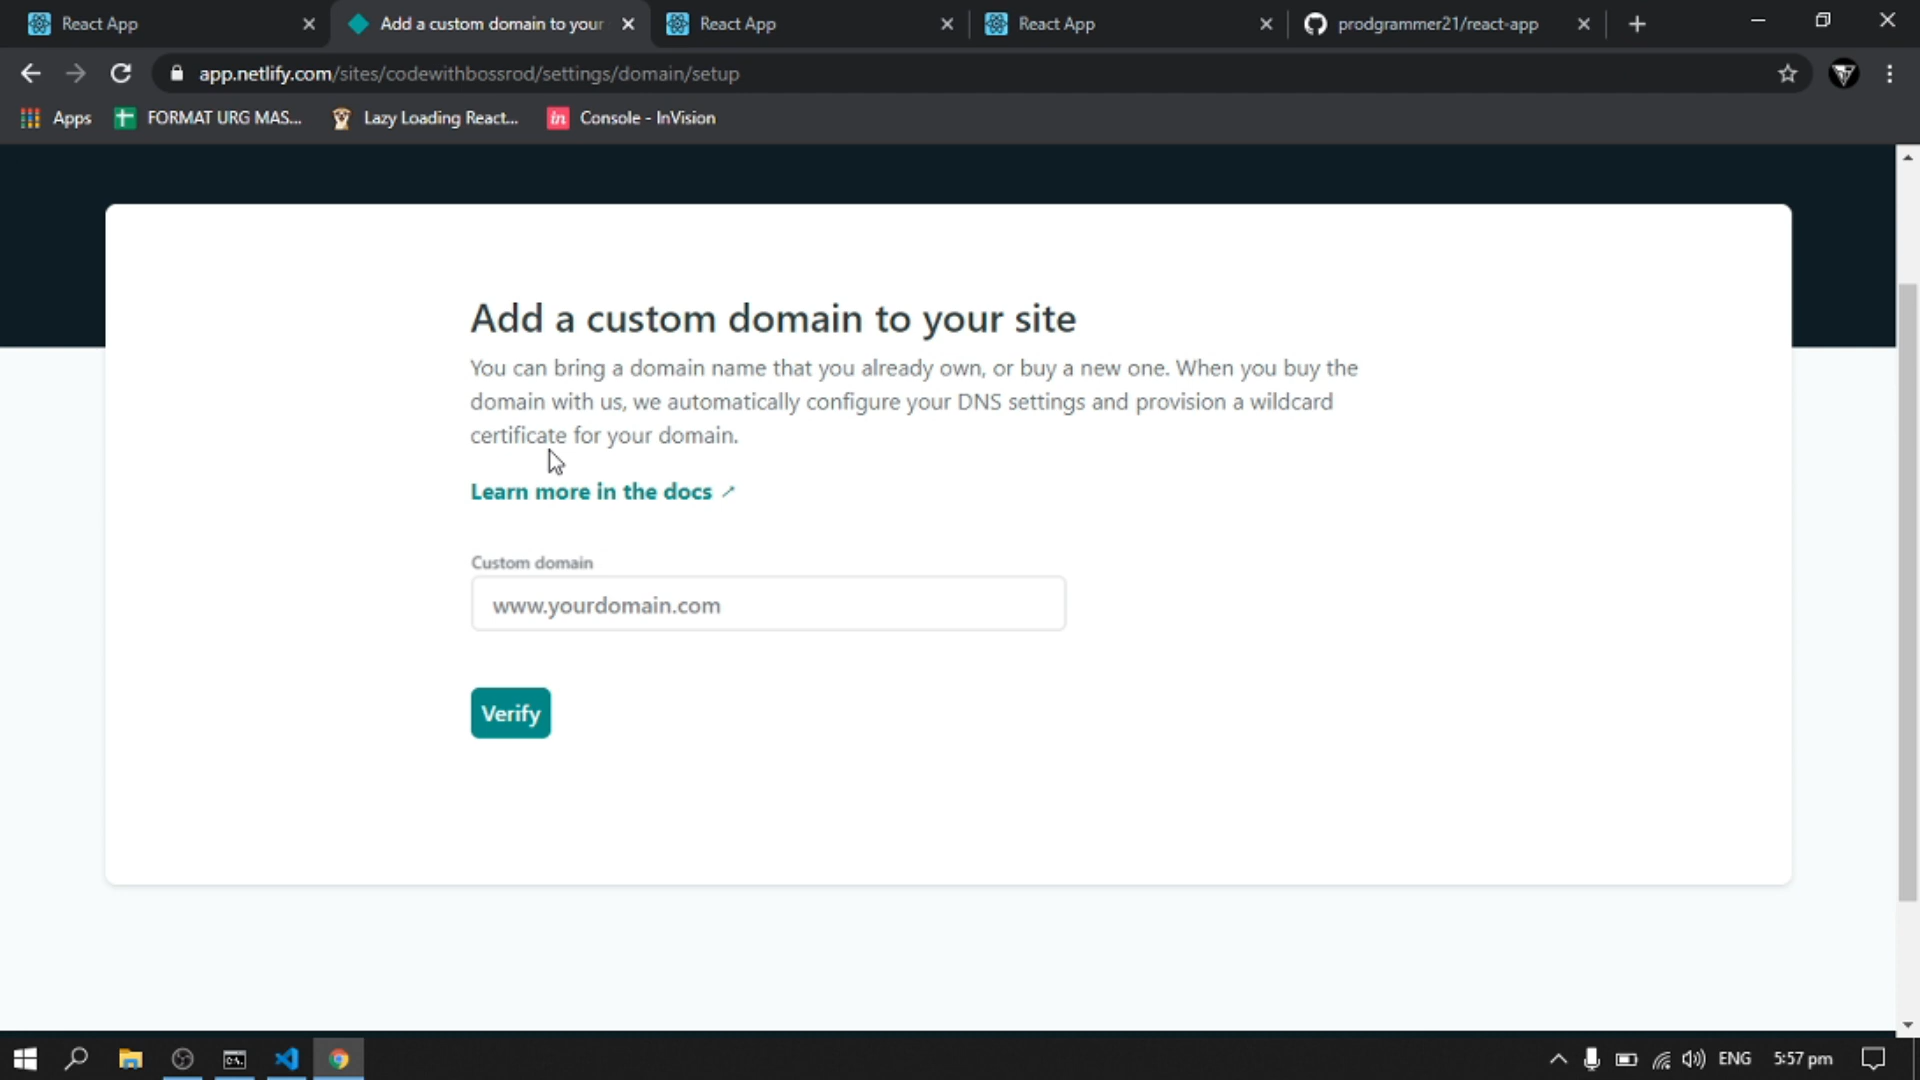 React App
Add a custom domain to your
React App
React App
prodgrammer21/react-app
app.netlify.com/sites/codewithbossrod/settings/domain/setup
Apps
FORMAT URG MAS...
Lazy Loading React...
in
Console - InVision
Add a custom domain to your site
You can bring a domain name that you already own, or buy a new one. When you buy the
domain with us, we automatically configure your DNS settings and provision a wildcard
certificate for your domain.
Learn more in the docs
Custom domain
www.yourdomain.com
Verify
ENG
5:57 pm